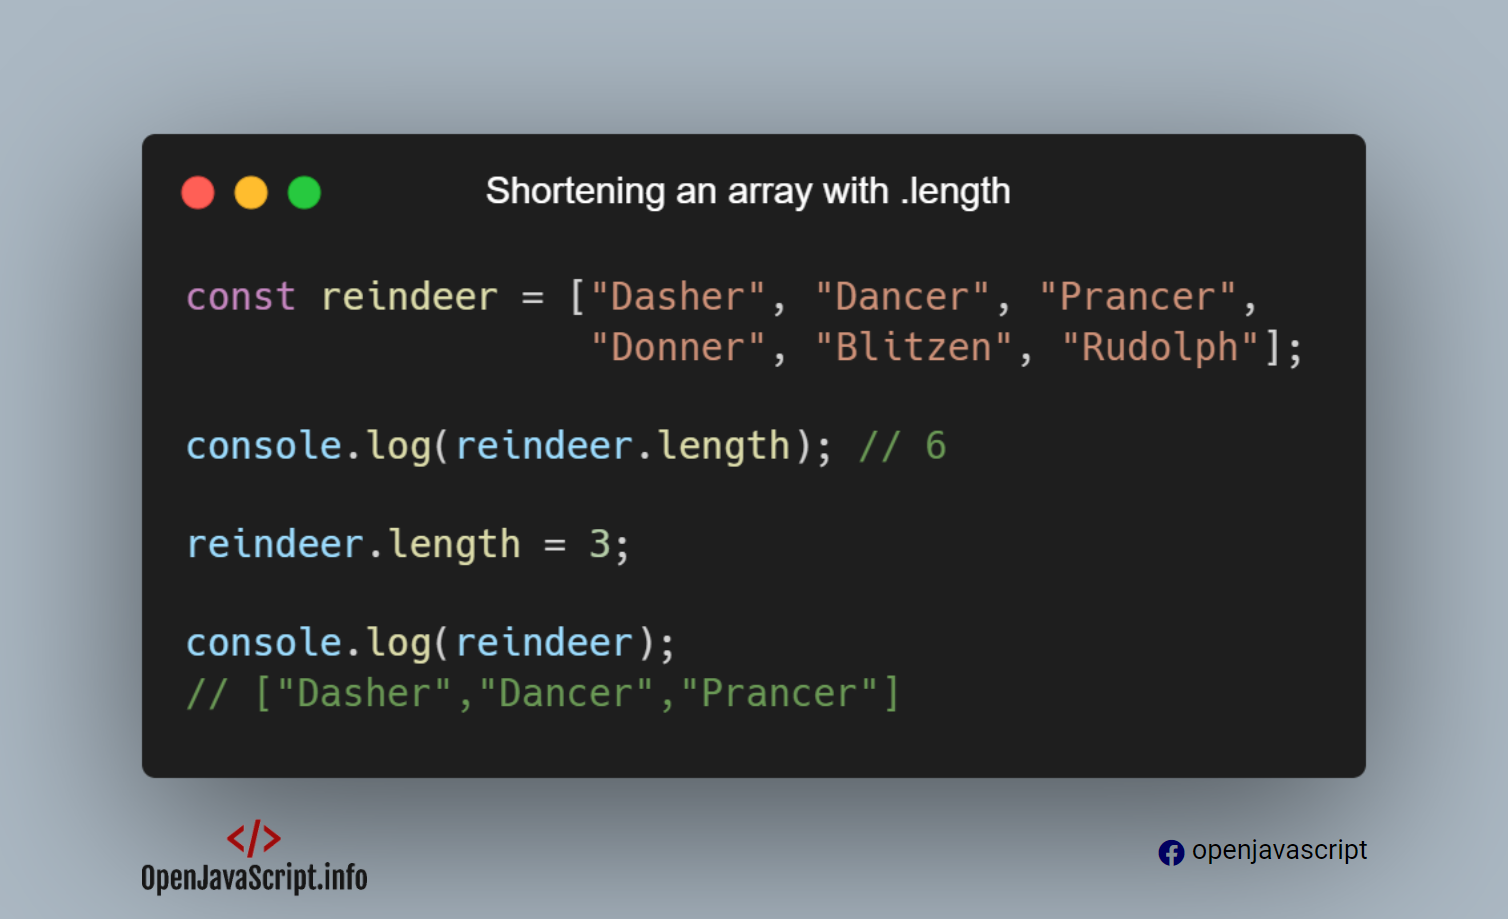 Shortening an array with .length
const reindeer = ["Dasher", "Dancer", "Prancer",
"Donner", "Blitzen", "Rudolph"];
console.log(reindeer.length); // 6
reindeer.length = 3;
console.log(reindeer);
// ["Dasher","Dancer","Prancer"]
</>
OpenJavaScript.info
openjavascript